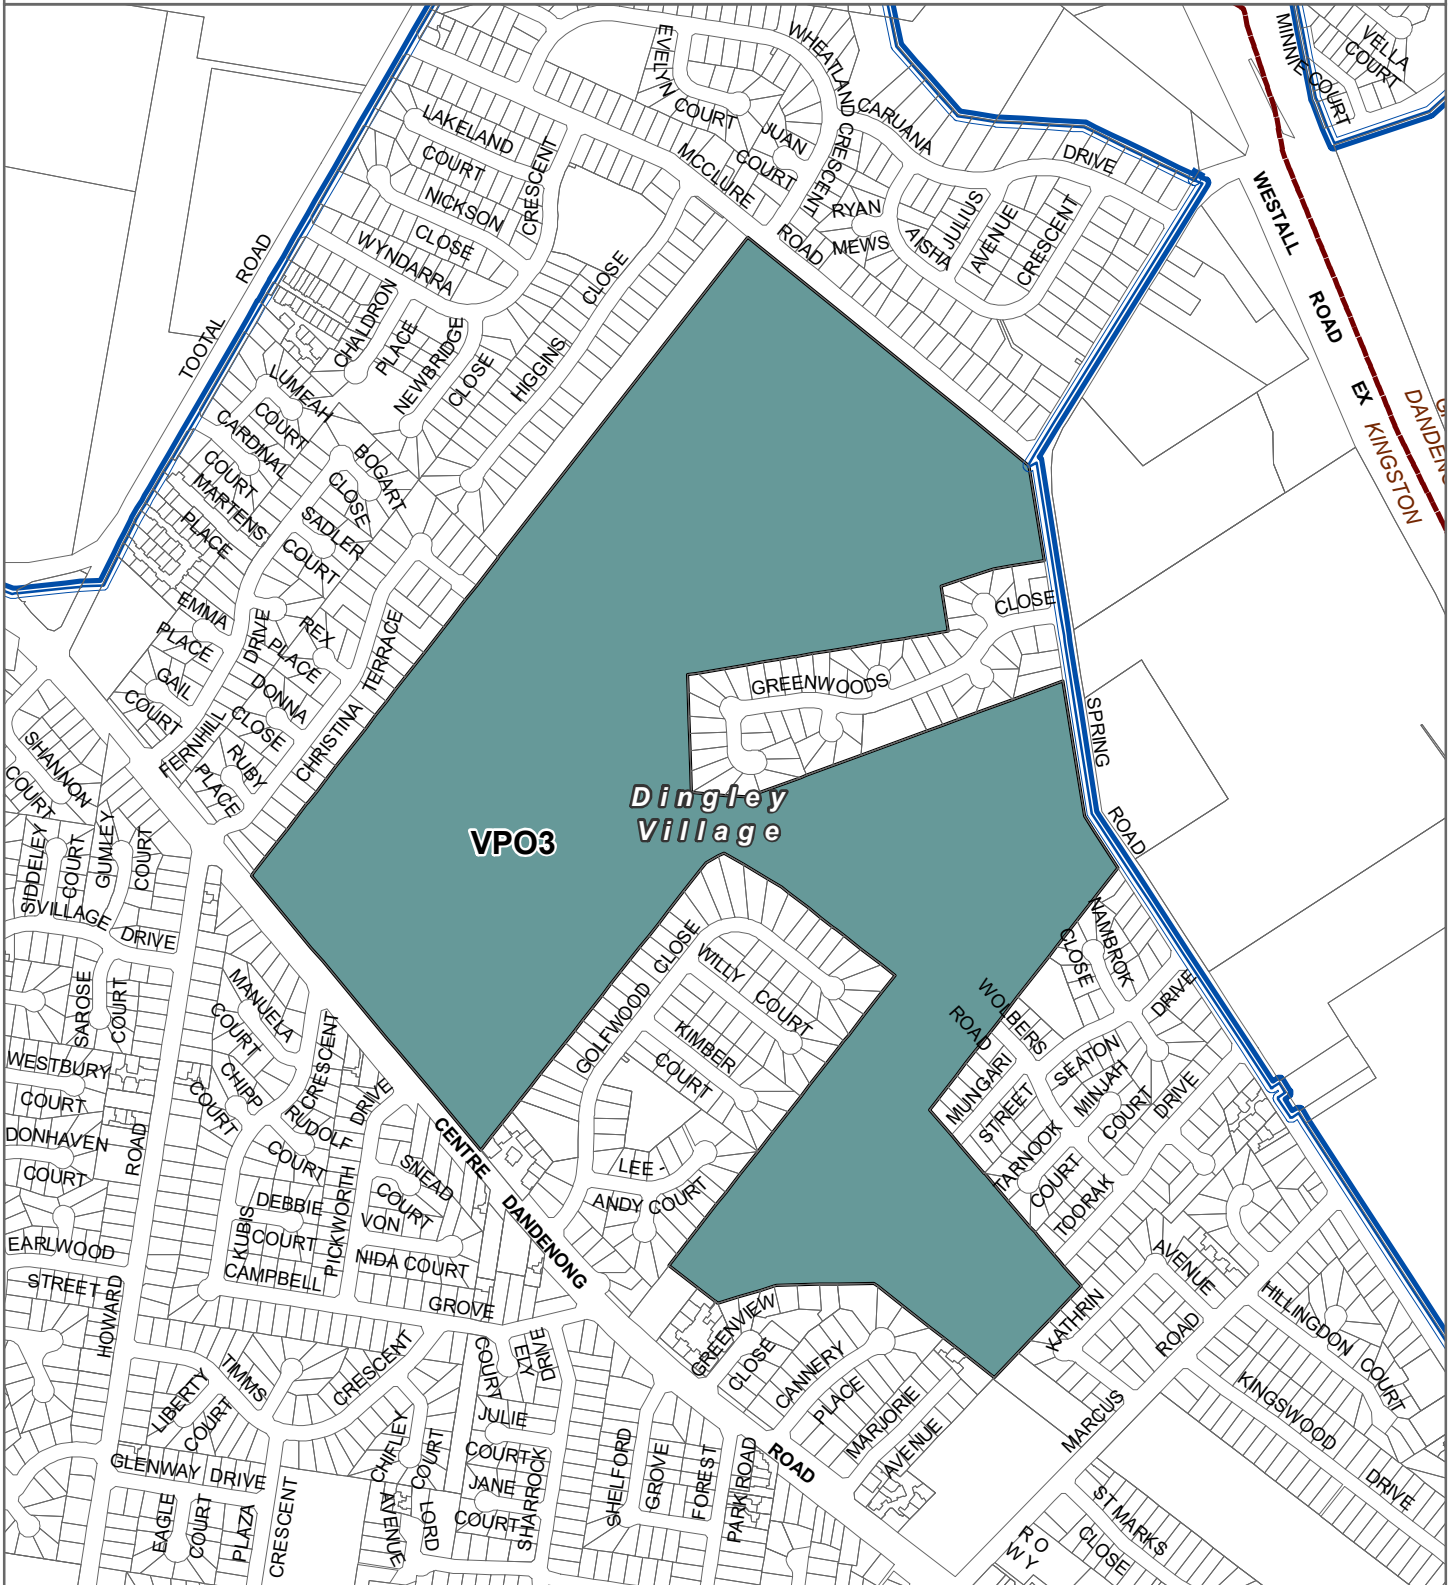 EVELYN
COURT
WHEATLAND CRESCENT
MINNIE COURT
VELLA
COURT
LAKELAND
COURT
CRESCENT
JUAN
COURT
CARUANA
DRIVE
MCCLURE
ROAD
NICKSON
CLOSE
RYAN
MEWS
AISHA
JULIUS
AVENUE
CRESCENT
WESTALL
ROAD
EX
KINGSTON
WYNDARRA
CLOSE
HIGGINS
TOOTAL
ROAD
CHALDRON
PLACE
NEWBRIDGE
CLOSE
LUMEAH
COURT
CARDINAL
COURT
MARTENS
PLACE
BOGART
CLOSE
SADLER
COURT
EMMA
PLACE
DRIVE
FERNHILL
REX
PLACE
GAIL
COURT
DONNA
CLOSE
RUBY
PLACE
CHRISTINA TERRACE
GREENWOODS
CLOSE
SPRING
ROAD
SHANNON
COURT
Dingley
Village
VPO3
SIDDELEY
COURT
GUMLEY
COURT
VILLAGE
DRIVE
SAROSE
COURT
MANUELA
COURT
GOLFWOOD CLOSE
WILLY COURT
KIMBER
COURT
NAMBROK
CLOSE
WOLBERS
ROAD
DRIVE
SEATON
MUNGARI
STREET
MINJAH
COURT
TARNOOK
COURT
TOORAK
DRIVE
WESTBURY
COURT
DONHAVEN
COURT
ROAD
HOWARD
CHIPP
COURT
CRESCENT
RUDOLF
COURT
DRIVE
PICKWORTH
SNEAD
COURT
CENTRE
DANDENONG
ROAD
LEE -
ANDY COURT
DEBBIE
COURT
KUBIS
VON
NIDA COURT
EARLWOOD
STREET
CAMPBELL
GROVE
GREENVIEW
CLOSE
CANNERY
PLACE
MARJORIE
AVENUE
KATHRIN
AVENUE
ROAD
MARCUS
HILLINGDON COURT
KINGSWOOD
DRIVE
TIMMS
CRESCENT
LIBERTY
COURT
COURT
ELY
DRIVE
JULIE
COURT
JANE
COURT
SHARROCK
GLENWAY DRIVE
EAGLE
COURT
PLAZA
CRESCENT
CHIFLEY
AVENUE
COURT
LORD
SHELFORD
GROVE
FOREST
PARK ROAD
ST MARKS
CLOSE
RO
WY